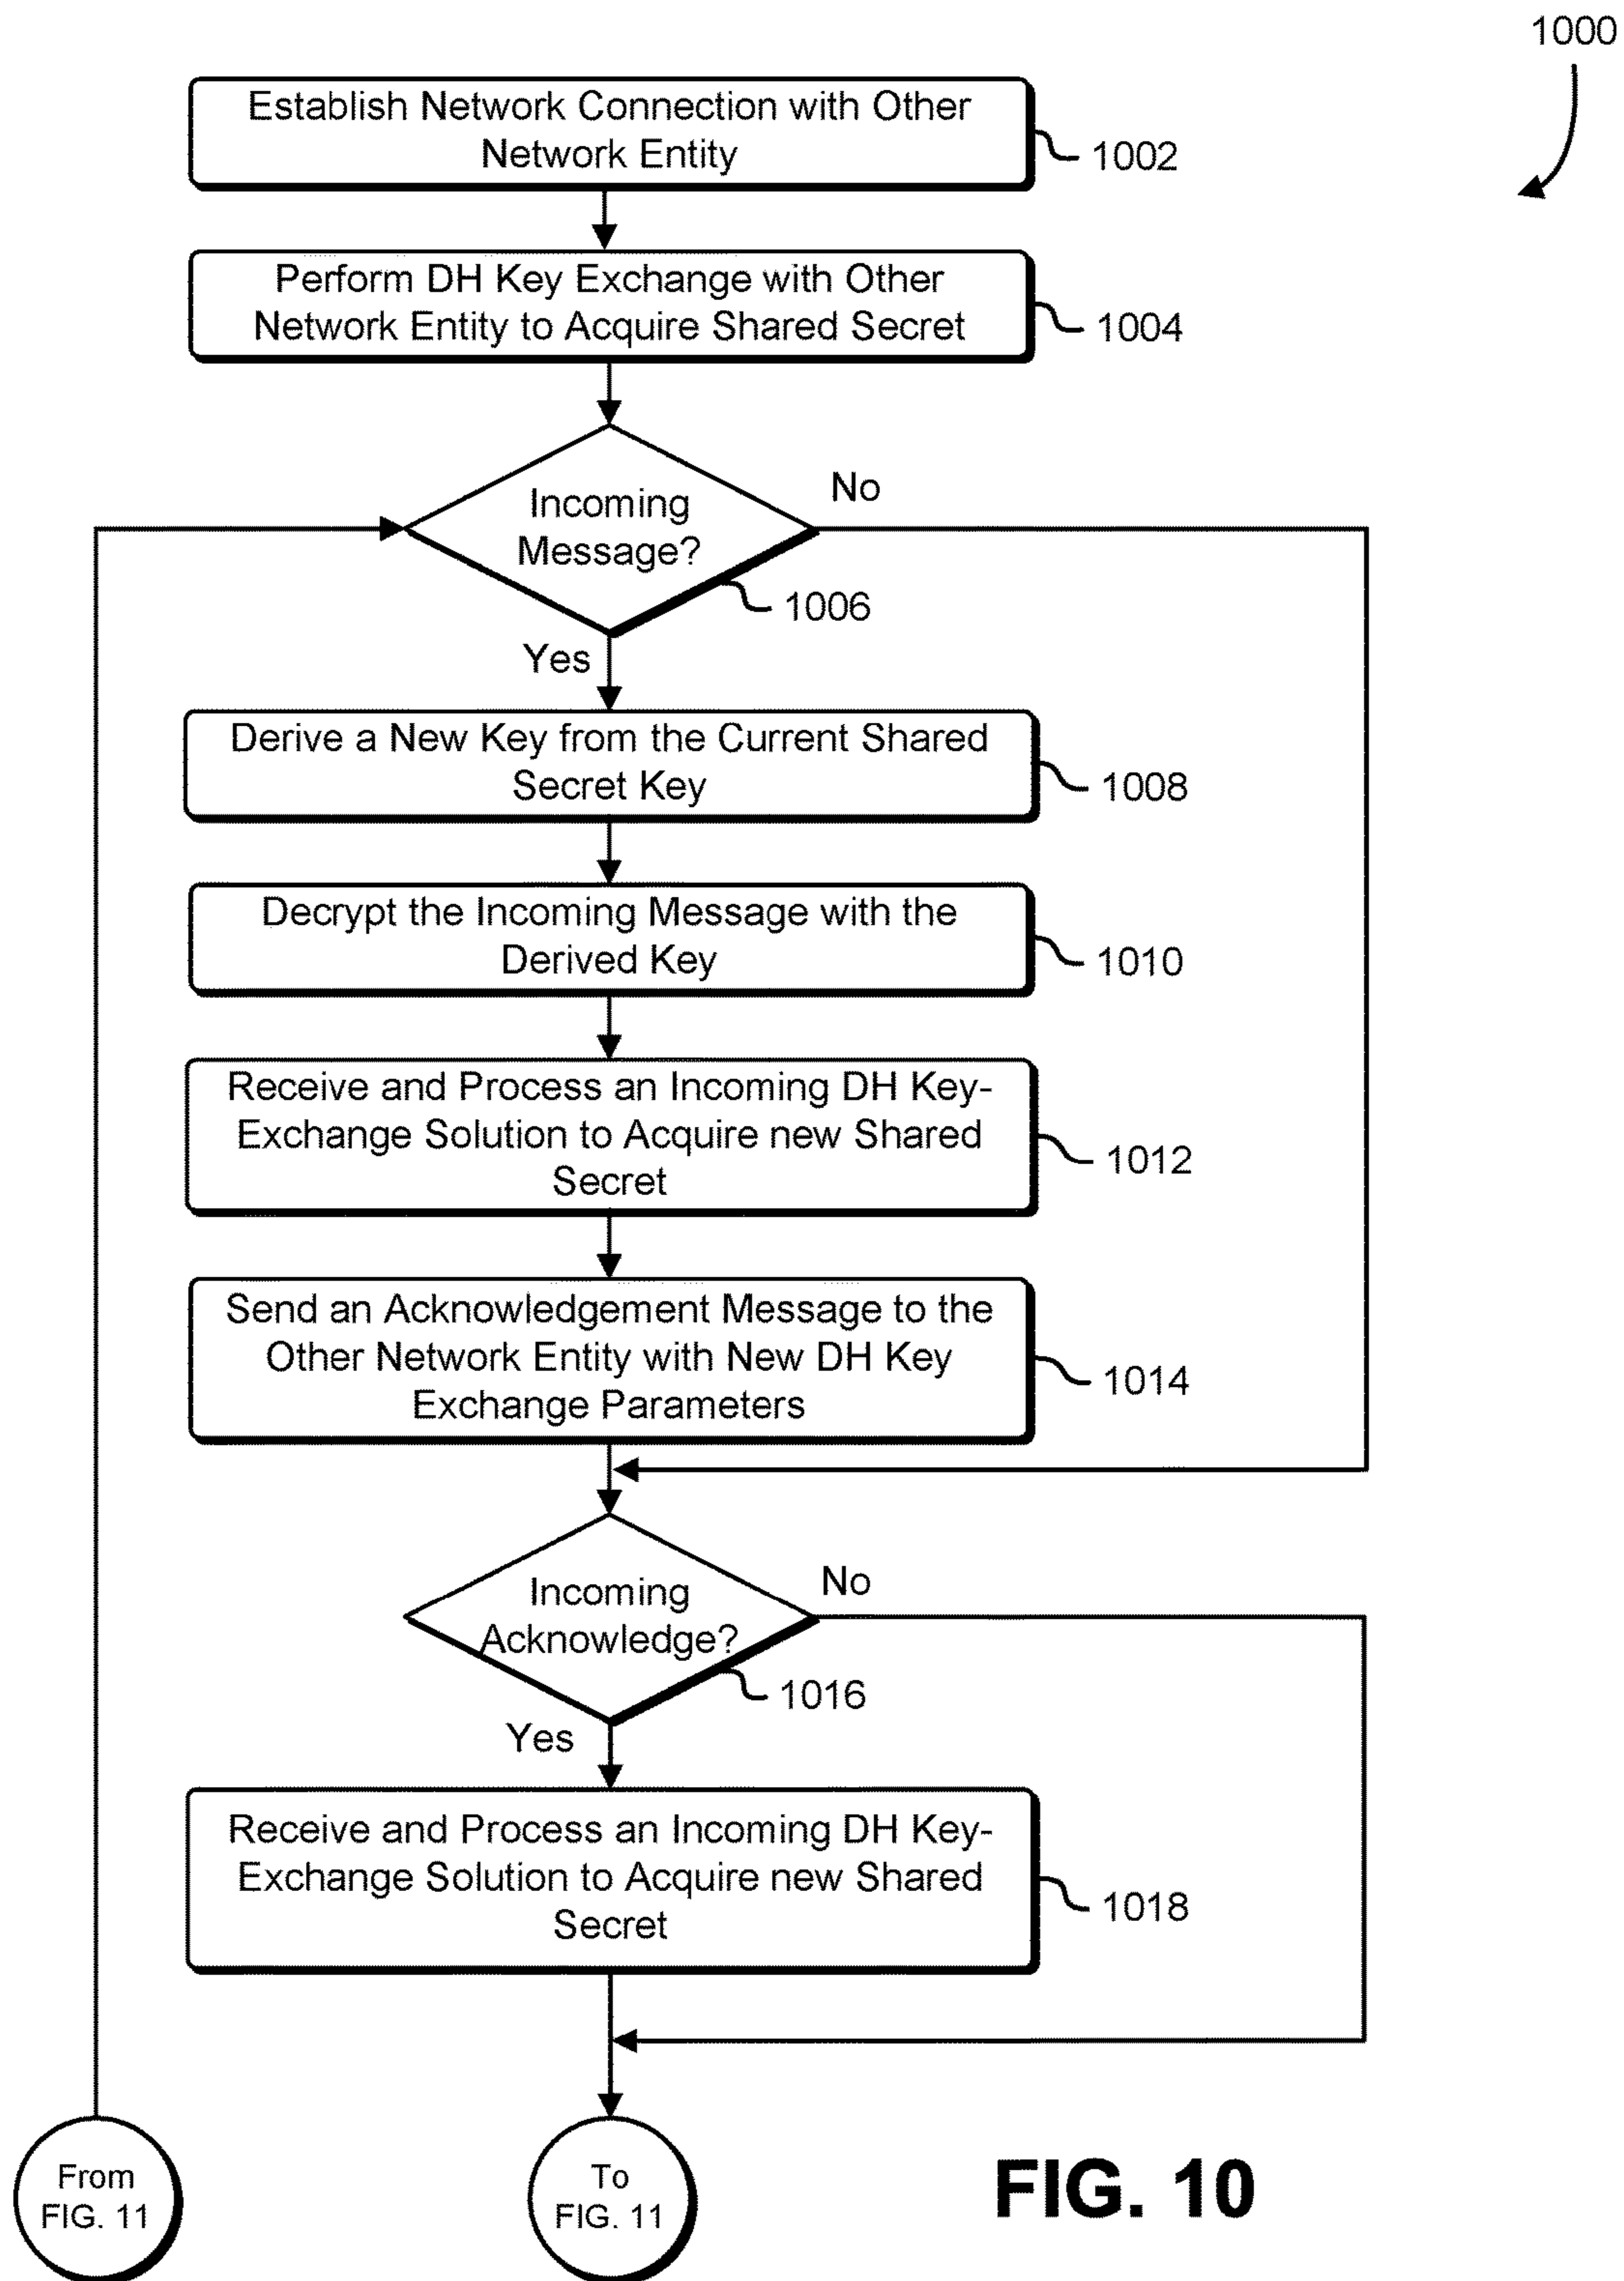 1000
Establish Network Connection with Other
Network Entity
1002
Perform DH Key Exchange with Other
Network Entity to Acquire Shared Secret
1004
Incoming
Message?
No
1006
Yes
Derive a New Key from the Current Shared
Secret Key
1008
Decrypt the Incoming Message with the
Derived Key
1010
Receive and Process an Incoming DH Key-
Exchange Solution to Acquire new Shared
Secret
1012
Send an Acknowledgement Message to the
Other Network Entity with New DH Key
Exchange Parameters
1014
Incoming
Acknowledge?
No
1016
Yes
Receive and Process an Incoming DH Key-
Exchange Solution to Acquire new Shared
Secret
1018
From
FIG. 11
To
FIG. 11
FIG. 10